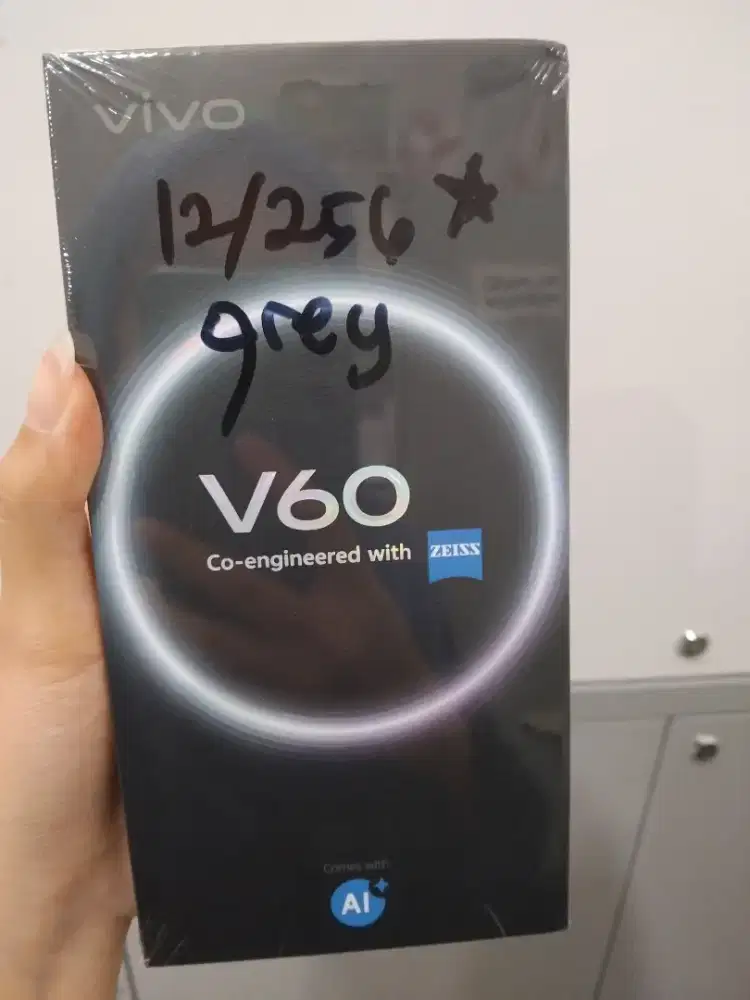 vivo
12/256 ★
grey
V60
Co-engineered with ZEISS
Comes with
AI